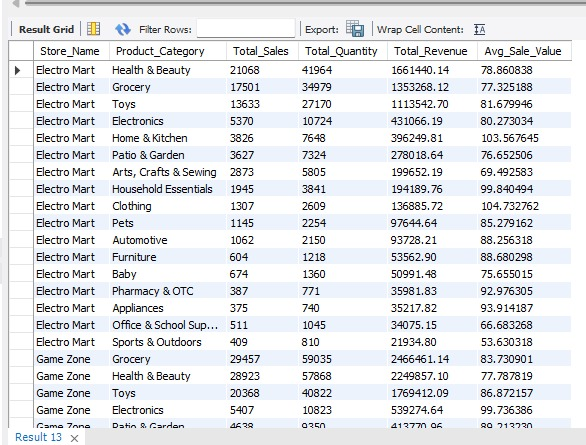 Result Grid Filter Rows: Export: Wrap Cell Content:
Store_Name Product_Category Total_Sales Total_Quantity Total_Revenue Avg_Sale_Value
Electro Mart Health & Beauty 21068 41964 1661440.14 78.860838
Electro Mart Grocery 17501 34979 1353268.12 77.325188
Electro Mart Toys 13633 27170 1113542.70 81.679946
Electro Mart Electronics 5370 10724 431066.19 80.273034
Electro Mart Home & Kitchen 3826 7648 396249.81 103.567645
Electro Mart Patio & Garden 3627 7324 278018.64 76.652506
Electro Mart Arts, Crafts & Sewing 2873 5805 199652.19 69.492583
Electro Mart Household Essentials 1945 3841 194189.76 99.840494
Electro Mart Clothing 1307 2609 136885.72 104.732762
Electro Mart Pets 1145 2254 97644.64 85.279162
Electro Mart Automotive 1062 2150 93728.21 88.256318
Electro Mart Furniture 604 1218 53562.90 88.680298
Electro Mart Baby 674 1360 50991.48 75.655015
Electro Mart Pharmacy & OTC 387 771 35981.83 92.976305
Electro Mart Appliances 375 740 35217.82 93.914187
Electro Mart Office & School Sup... 511 1045 34075.15 66.683268
Electro Mart Sports & Outdoors 409 810 21934.80 53.630318
Game Zone Grocery 29457 59035 2466461.14 83.730901
Game Zone Health & Beauty 28923 57868 2249857.10 77.787819
Game Zone Toys 20368 40822 1769412.09 86.872157
Game Zone Electronics 5407 10823 539274.64 99.736386
Game Zone Patio & Garden 4638 9350 413770.96 89.213230
Result 13